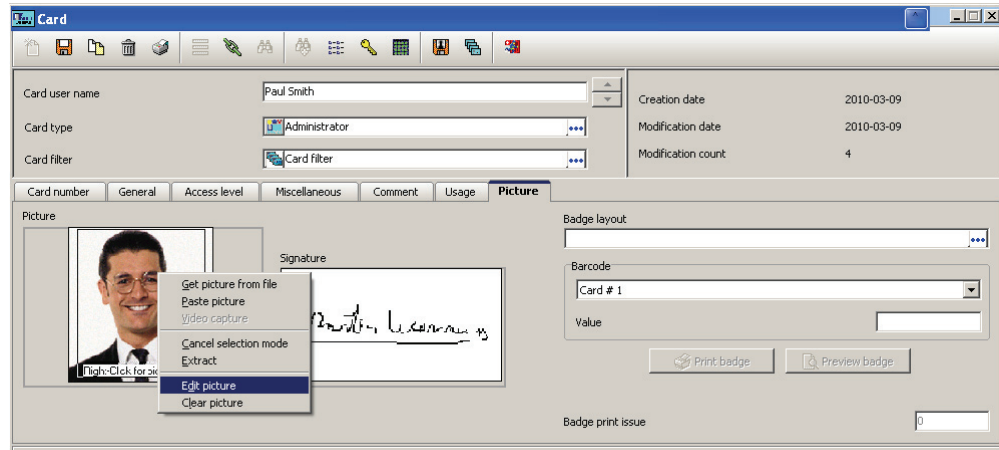 Card
Card user name
Paul Smith
Creation date
2010-03-09
Card type
Administrator
Modification date
2010-03-09
Card filter
Card filter
Modification count
4
Card number
General
Access level
Miscellaneous
Comment
Usage
Picture
Picture
Badge layout
Signature
Barcode
Card # 1
Get picture from file
Paste picture
Video capture
Value
Cancel selection mode
Extract
Print badge
Preview badge
Edit picture
Clear picture
Badge print issue
0